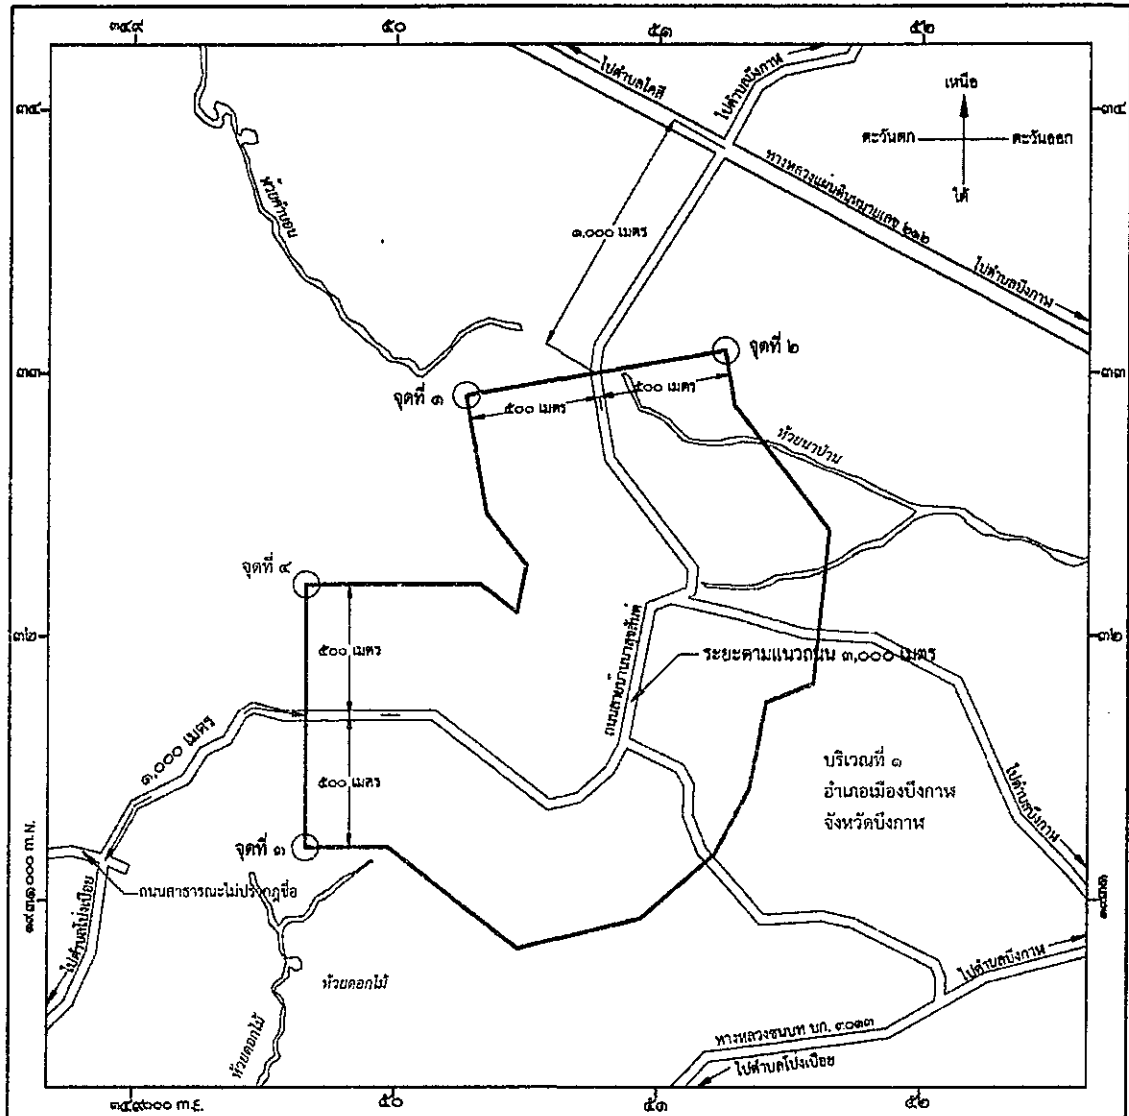 ๓๔๙
๕๐
๕๑
๕๒
๓๔
๓๔
ไปตำบลโคสี
ไปตำบลบึงกาฬ
เหนือ
ตะวันตก
ตะวันออก
ใต้
ทางหลวงแผ่นดินหมายเลข ๒๑๒
ไปตำบลบึงกาฬ
ห้วยคำบอน
๑,๐๐๐ เมตร
๓๓
๓๓
จุดที่ ๑
จุดที่ ๒
๕๐๐ เมตร
๕๐๐ เมตร
ห้วยนาป่าน
จุดที่ ๔
๓๒
๓๒
๕๐๐ เมตร
ระยะตามแนวถนน ๓,๐๐๐ เมตร
๑,๐๐๐ เมตร
๕๐๐ เมตร
บริเวณที่ ๑
อำเภอเมืองบึงกาฬ
จังหวัดบึงกาฬ
ไปตำบลบึงกาฬ
จุดที่ ๓
ถนนสาธารณะไม่ปรากฏชื่อ
ไปตำบลโป่งเปือย
๑๙๓๑๐๐๐ m.N.
ไปตำบลบึงกาฬ
ห้วยดอกไม้
ห้วยดอกไม้
ทางหลวงชนบท บก. ๙๐๑๓
ไปตำบลโป่งเปือย
๓๔๙๐๐๐ m.E.
๕๐
๕๑
๕๒